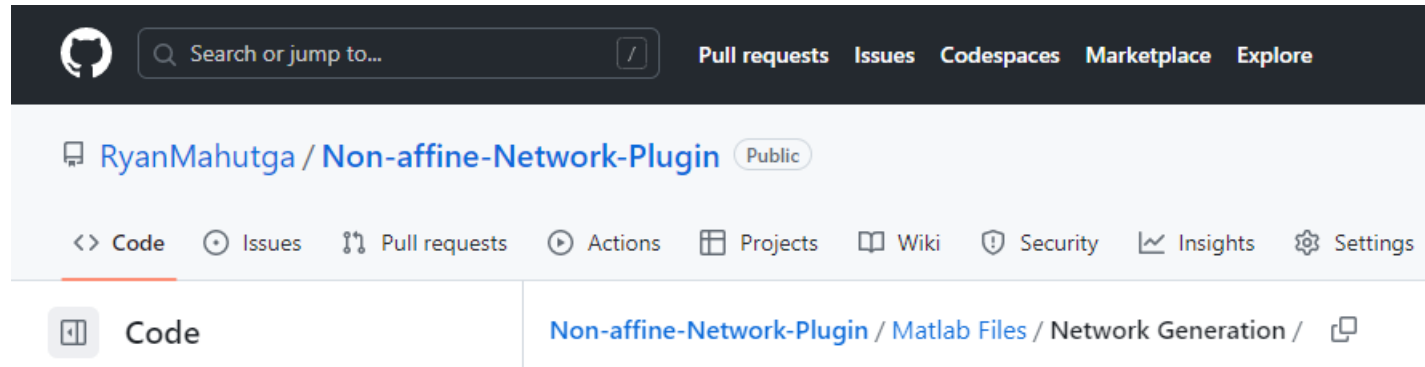 Search or jump to... / Pull requests Issues Codespaces Marketplace Explore
RyanMahutga / Non-affine-Network-Plugin Public
<> Code Issues Pull requests Actions Projects Wiki Security Insights Settings
Code Non-affine-Network-Plugin / Matlab Files / Network Generation /